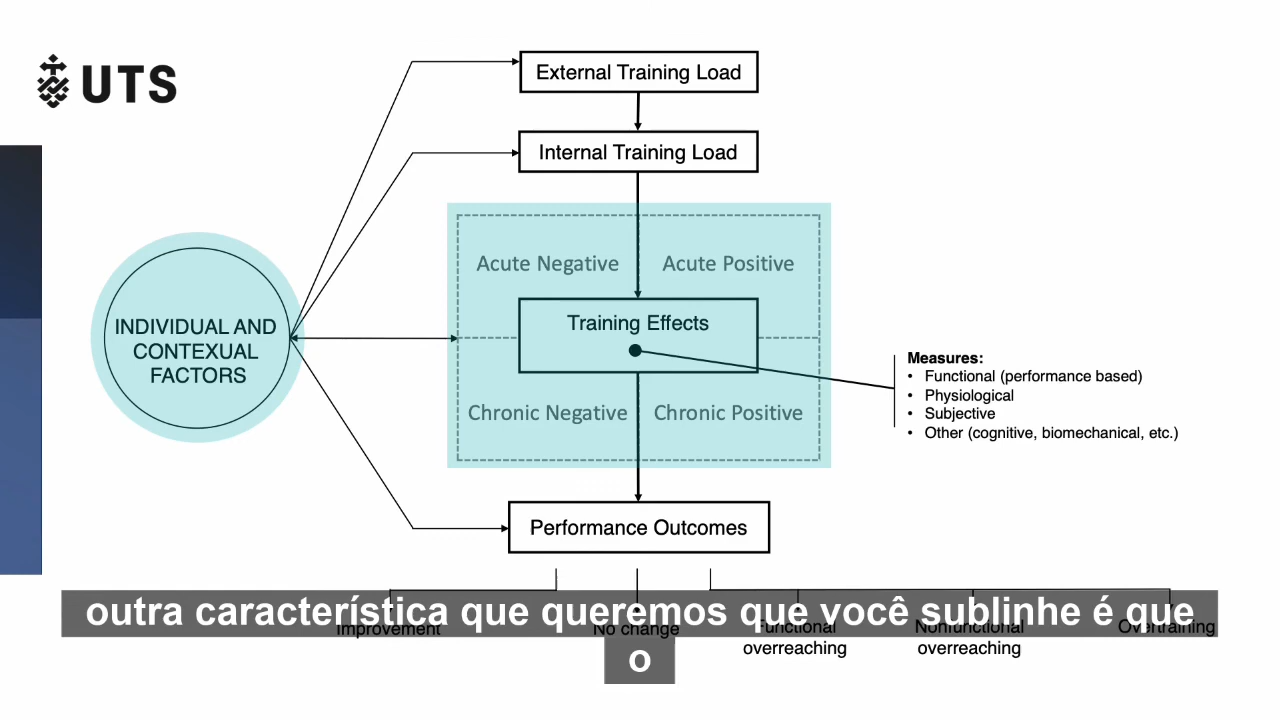 UTS
External Training Load
Internal Training Load
Acute Negative
Acute Positive
INDIVIDUAL AND
CONTEXUAL
FACTORS
Training Effects
Measures:
• Functional (performance based)
• Physiological
• Subjective
• Other (cognitive, biomechanical, etc.)
Chronic Negative
Chronic Positive
Performance Outcomes
outra característica que queremos que você sublinhe é que
o
Improvement
No change
Functional
overreaching
Nonfunctional
overreaching
Overtraining